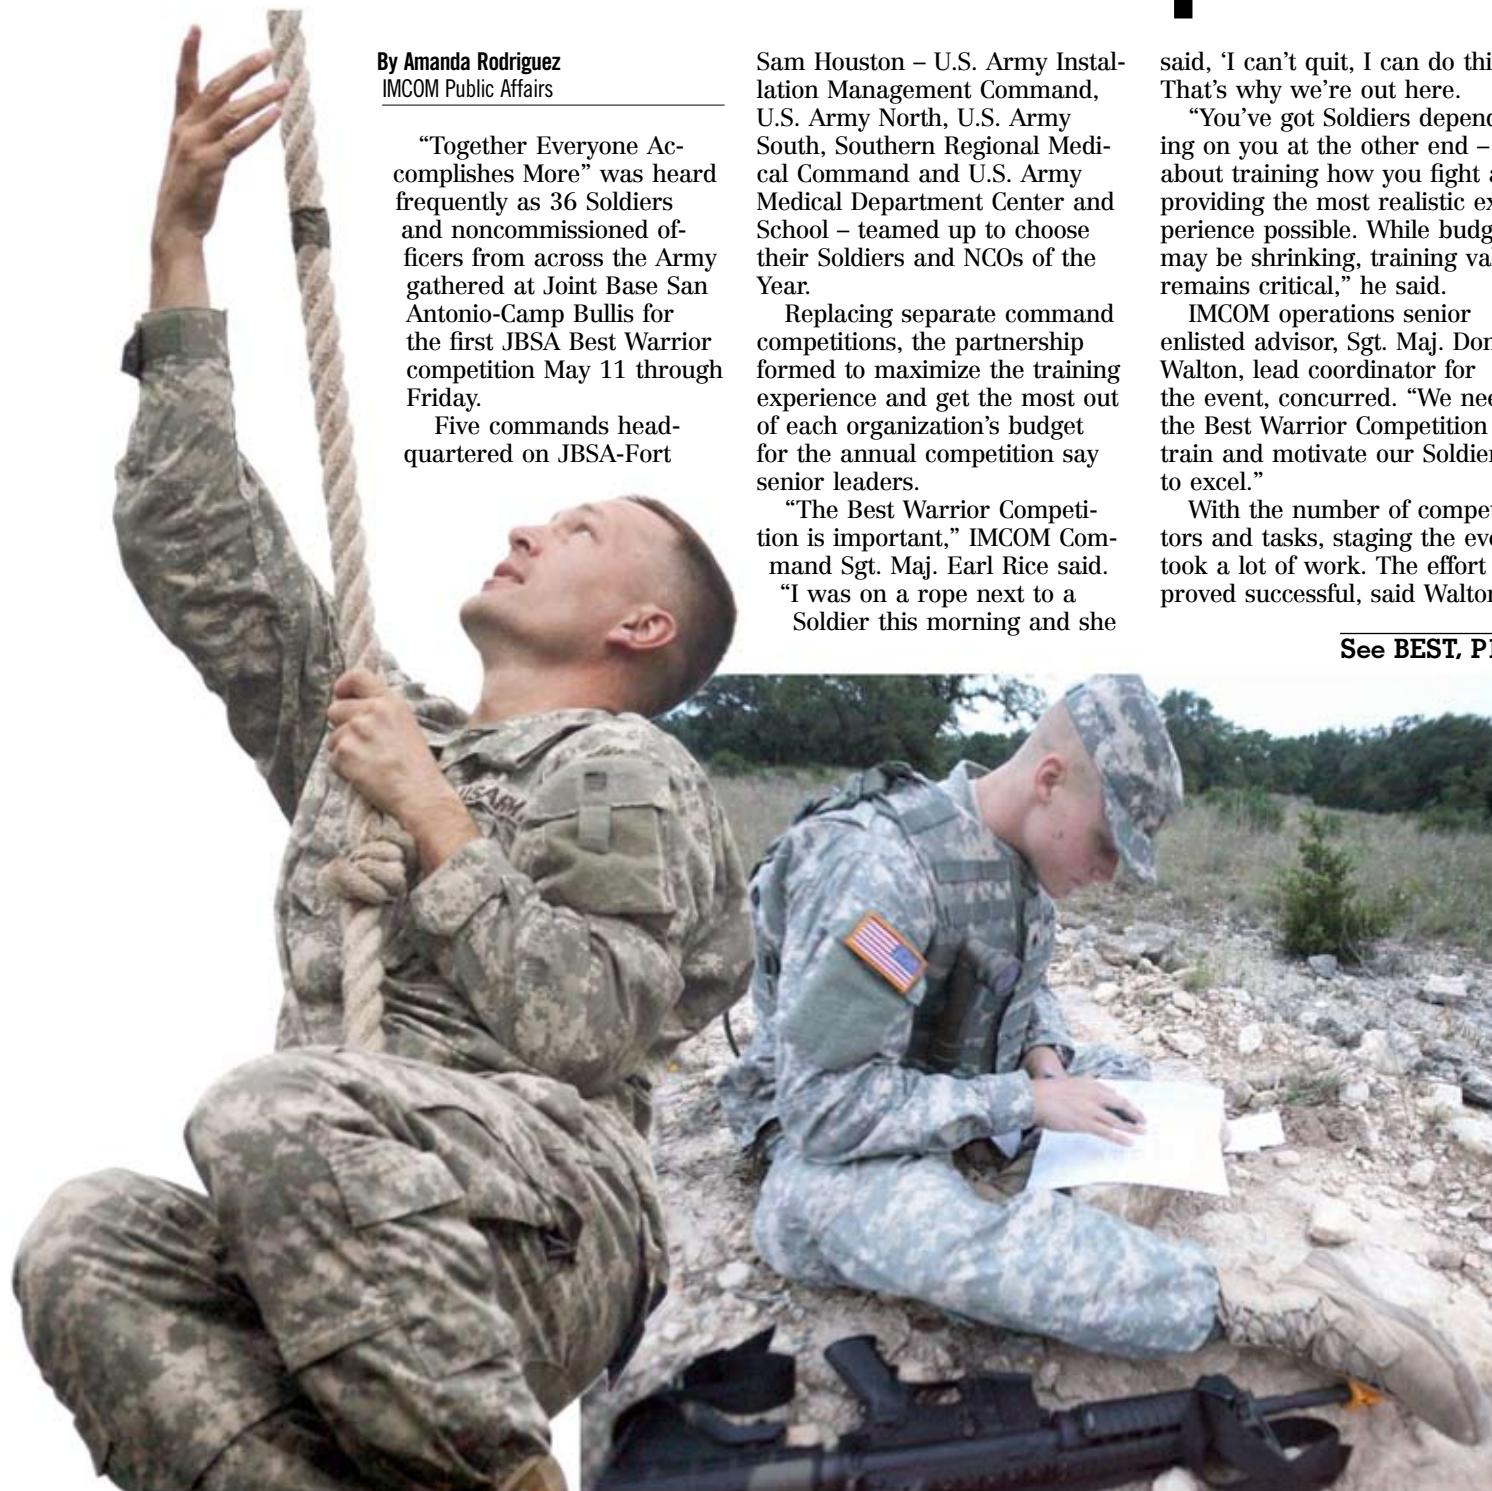 By Amanda Rodriguez
IMCOM Public Affairs
“Together Everyone Ac-
complishes More” was heard
frequently as 36 Soldiers
and noncommissioned of-
ficers from across the Army
gathered at Joint Base San
Antonio-Camp Bullis for
the first JBSA Best Warrior
competition May 11 through
Friday.
Five commands head-
quartered on JBSA-Fort
Sam Houston – U.S. Army Instal-
lation Management Command,
U.S. Army North, U.S. Army
South, Southern Regional Medi-
cal Command and U.S. Army
Medical Department Center and
School – teamed up to choose
their Soldiers and NCOs of the
Year.
Replacing separate command
competitions, the partnership
formed to maximize the training
experience and get the most out
of each organization’s budget
for the annual competition say
senior leaders.
“The Best Warrior Competi-
tion is important,” IMCOM Com-
mand Sgt. Maj. Earl Rice said.
“I was on a rope next to a
Soldier this morning and she
said, ‘I can’t quit, I can do thi
That’s why we’re out here.
“You’ve got Soldiers depend
ing on you at the other end –
about training how you fight a
providing the most realistic ex
perience possible. While budg
may be shrinking, training va
remains critical,” he said.
IMCOM operations senior
enlisted advisor, Sgt. Maj. Don
Walton, lead coordinator for
the event, concurred. “We nee
the Best Warrior Competition
train and motivate our Soldier
to excel.”
With the number of compe
tors and tasks, staging the eve
took a lot of work. The effort
proved successful, said Walton
See BEST, P1